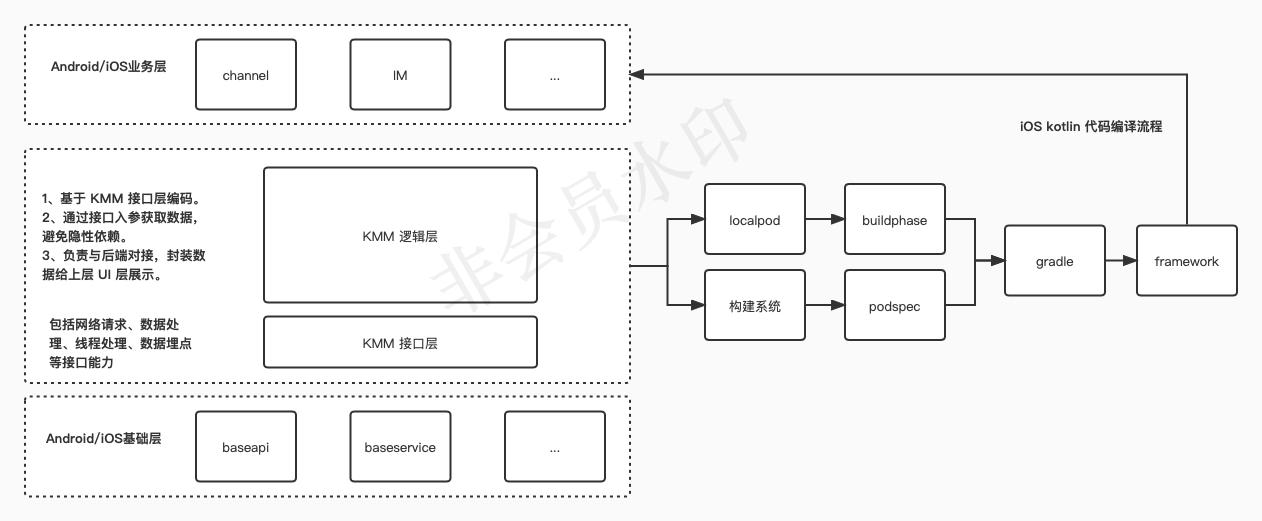 Android/iOS业务层
channel
IM
...
iOS kotlin 代码编译流程
1、基于 KMM 接口层编码。
2、通过接口入参获取数据，
避免隐性依赖。
3、负责与后端对接，封装数
据给上层 UI 层展示。
KMM 逻辑层
包括网络请求、数据处
理、线程处理、数据埋点
等接口能力
KMM 接口层
localpod
buildphase
构建系统
podspec
gradle
framework
Android/iOS基础层
baseapi
baseservice
...
非会员水印